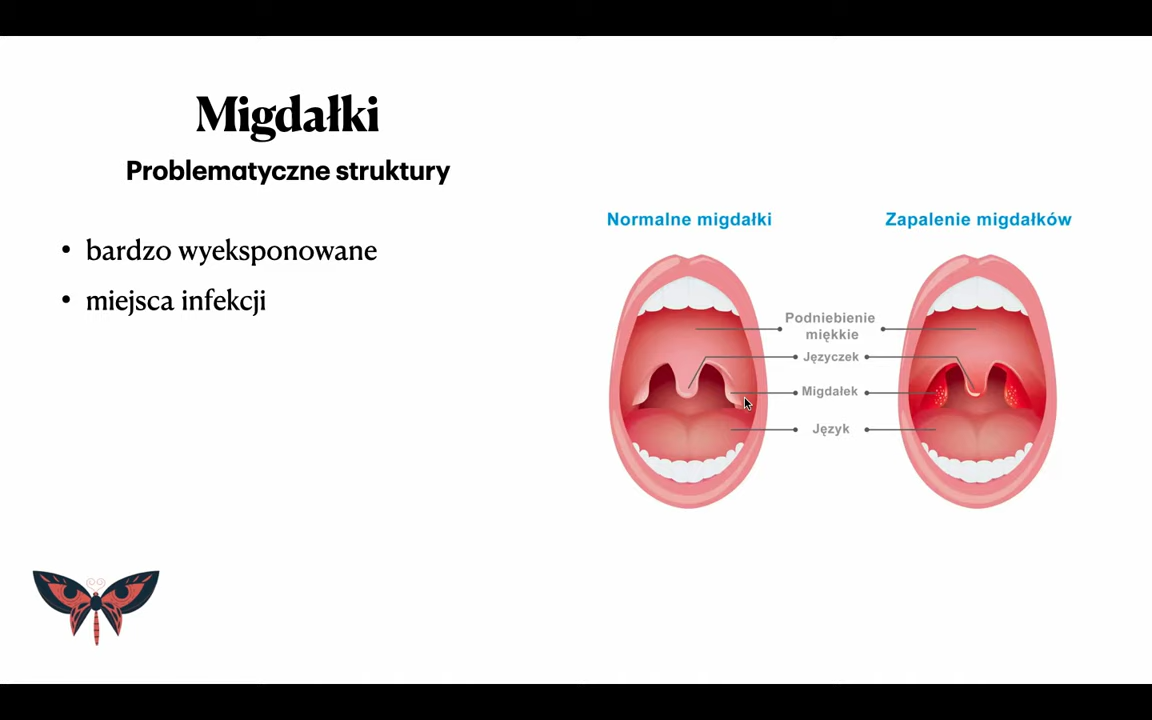 Migdałki
Problematyczne struktury
• bardzo wyeksponowane
• miejsca infekcji
Normalne migdałki
Zapalenie migdałków
Podniebienie
miękkie
Języczek
Migdałek
Język